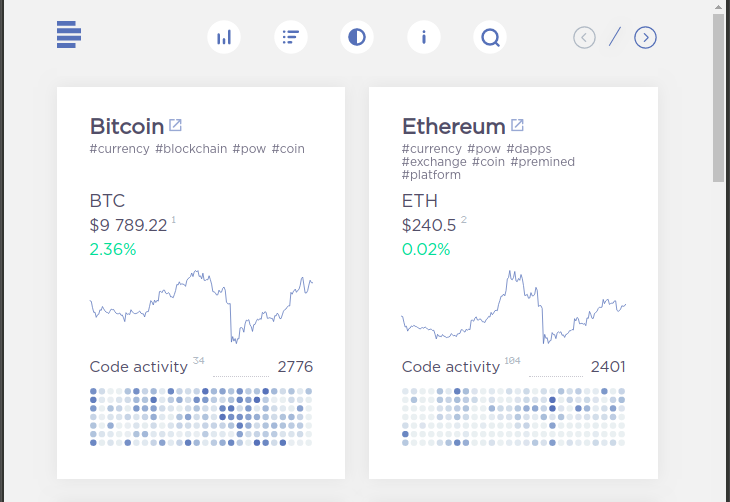 Bitcoin
#currency #blockchain #pow #coin
BTC
$9 789.22 1
2.36%
Code activity 34 2776
Ethereum
#currency #pow #dapps
#exchange #coin #premined
#platform
ETH
$240.5 2
0.02%
Code activity 104 2401